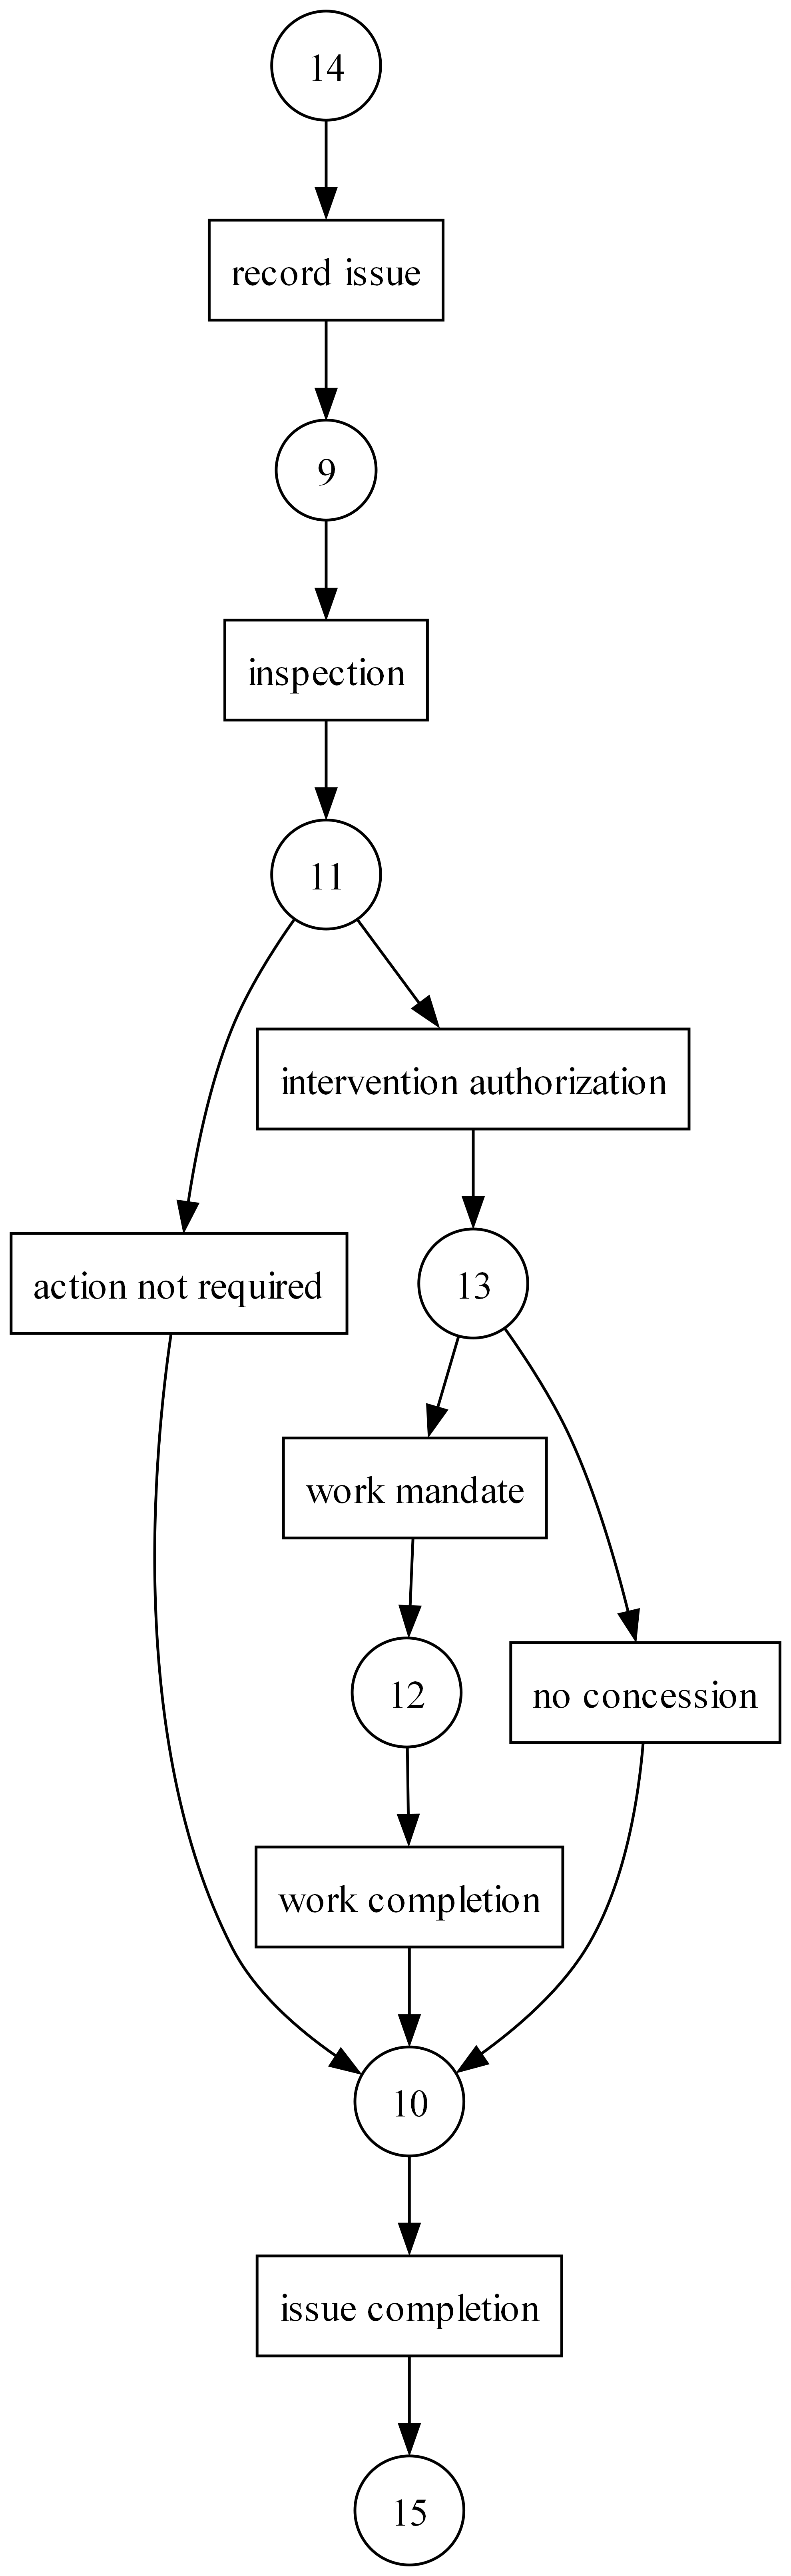 14
record issue
9
inspection
11
intervention authorization
action not required
13
work mandate
12
no concession
work completion
10
issue completion
15